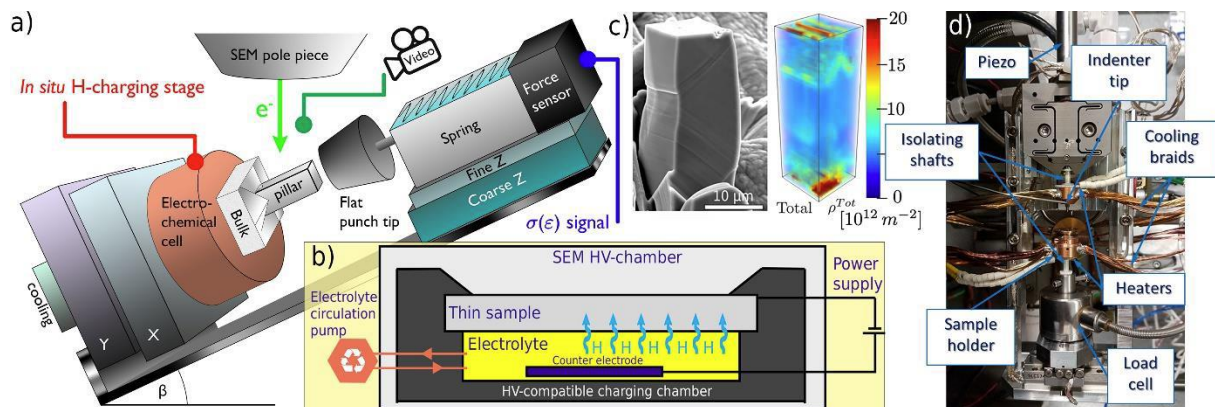 a)
SEM pole piece
Video
In situ H-charging stage
e-
Force
sensor
Spring
Fine Z
Coarse Z
Electro-
chemical
cell
Bulk
pillar
Flat
punch tip
σ(ε) signal
cooling
Y
X
β
b)
SEM HV-chamber
Power
supply
Electrolyte
circulation
pump
Thin sample
Electrolyte
H H H H H H
Counter electrode
HV-compatible charging chamber
c)
10 μm
20
15
10
5
0
Total
ρTot
[10¹² m⁻²]
d)
Piezo
Indenter
tip
Isolating
shafts
Cooling
braids
Heaters
Sample
holder
Load
cell